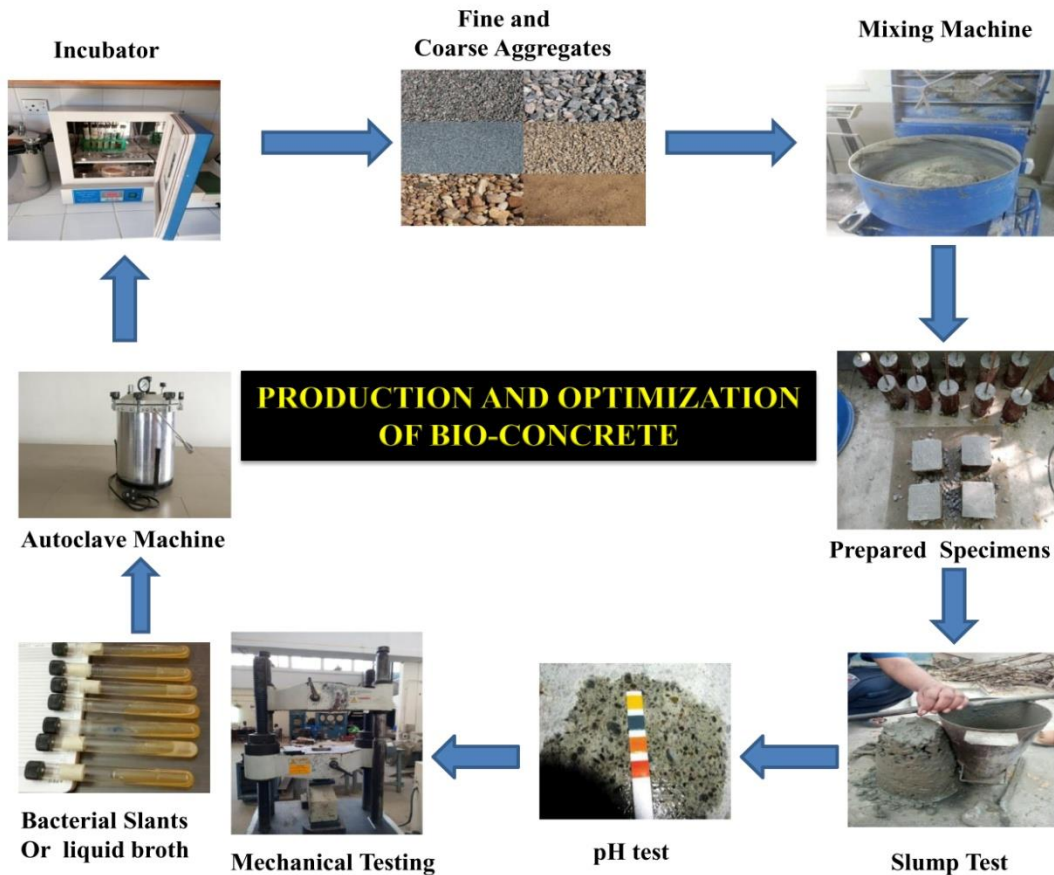 Incubator
Fine and
Coarse Aggregates
Mixing Machine
PRODUCTION AND OPTIMIZATION
OF BIO-CONCRETE
Autoclave Machine
Prepared Specimens
Bacterial Slants
Or liquid broth
Mechanical Testing
pH test
Slump Test